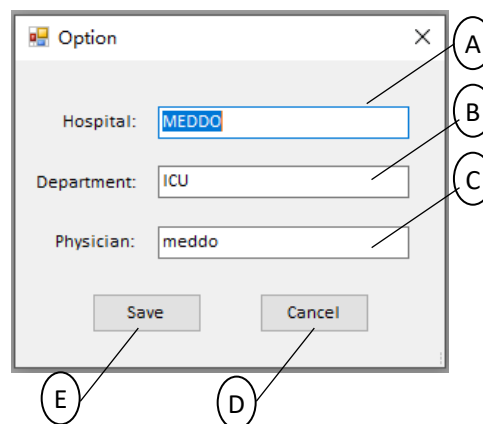 Option
A
Hospital: MEDDO
B
Department: ICU
C
Physician: meddo
Save Cancel
E D